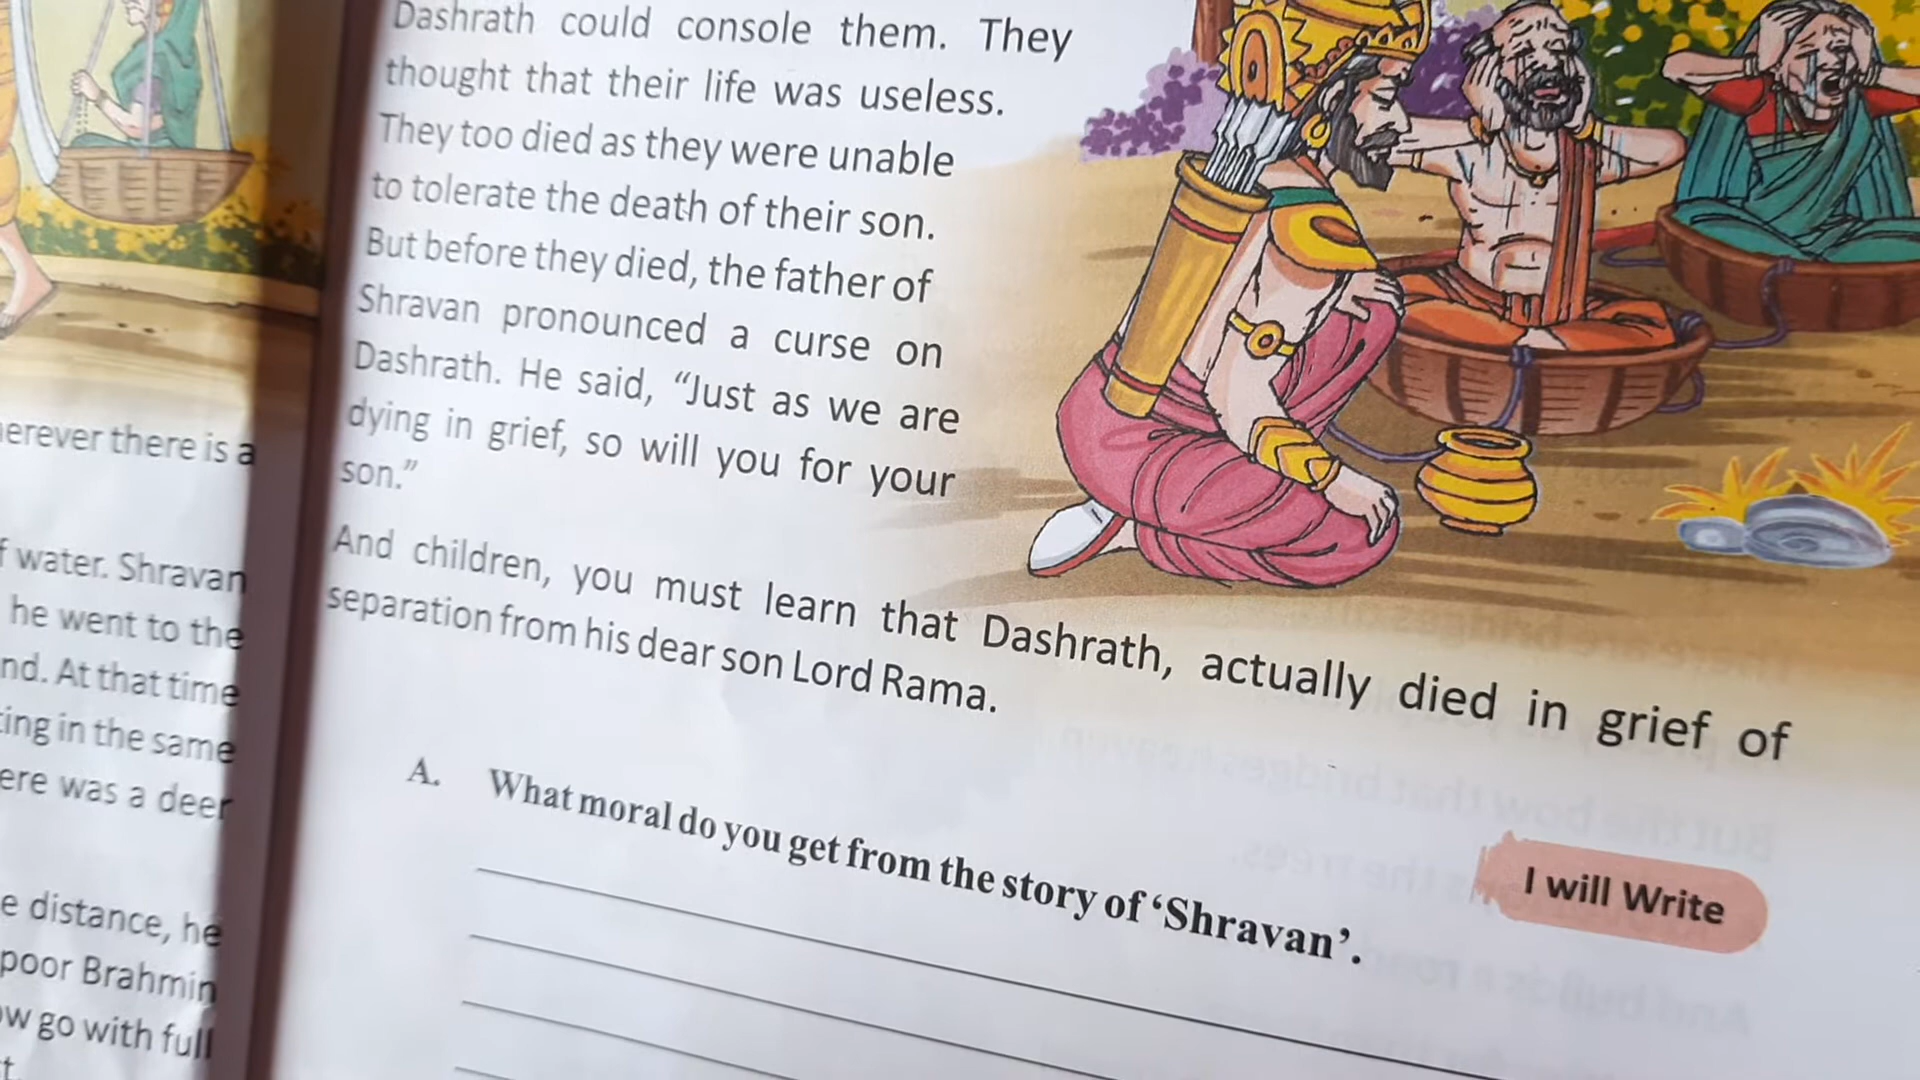 erever there is a
f water. Shravan
he went to the
nd. At that time
ing in the same
ere was a deer
e distance, he
poor Brahmin
ow go with full
Dashrath could console them. They
thought that their life was useless.
They too died as they were unable
to tolerate the death of their son.
But before they died, the father of
Shravan pronounced a curse on
Dashrath. He said, “Just as we are
dying in grief, so will you for your
son.”
And children, you must learn that Dashrath, actually died in grief of
separation from his dear son Lord Rama.
I will Write
A. What moral do you get from the story of ‘Shravan’.